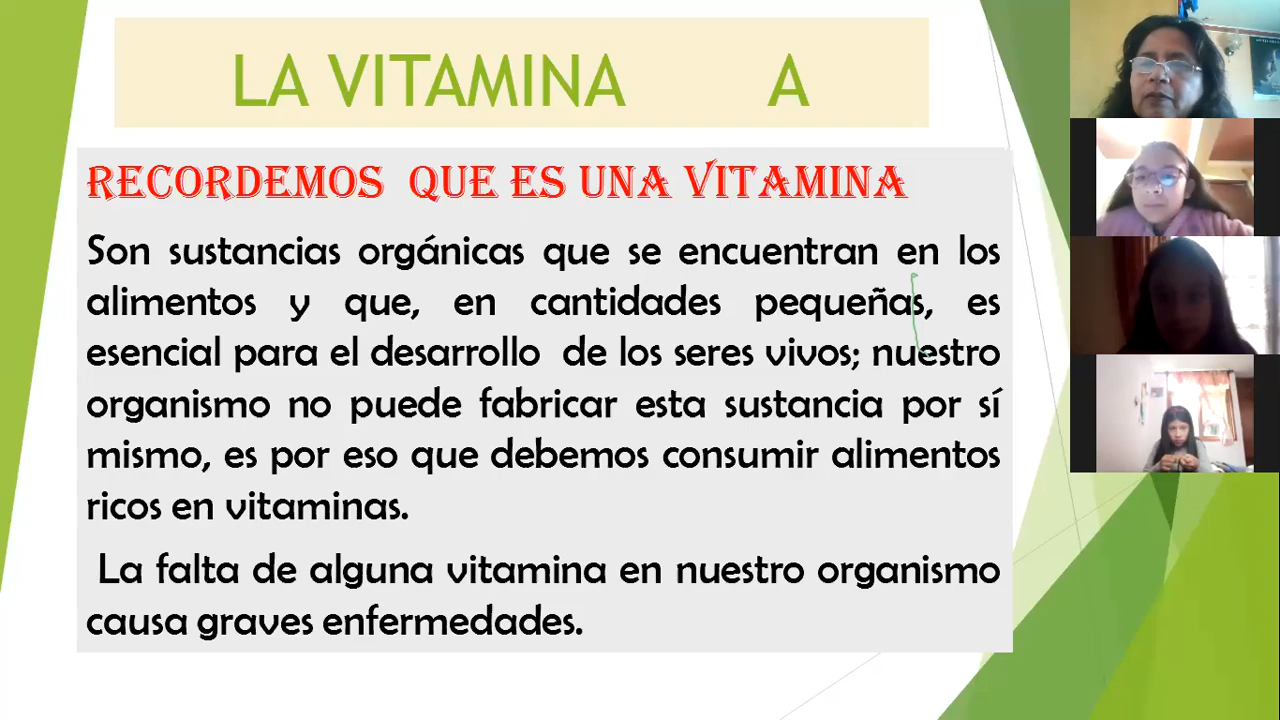 LA VITAMINA A
RECORDEMOS QUE ES UNA VITAMINA
Son sustancias orgánicas que se encuentran en los
alimentos y que, en cantidades pequeñas, es
esencial para el desarrollo de los seres vivos; nuestro
organismo no puede fabricar esta sustancia por sí
mismo, es por eso que debemos consumir alimentos
ricos en vitaminas.
La falta de alguna vitamina en nuestro organismo
causa graves enfermedades.